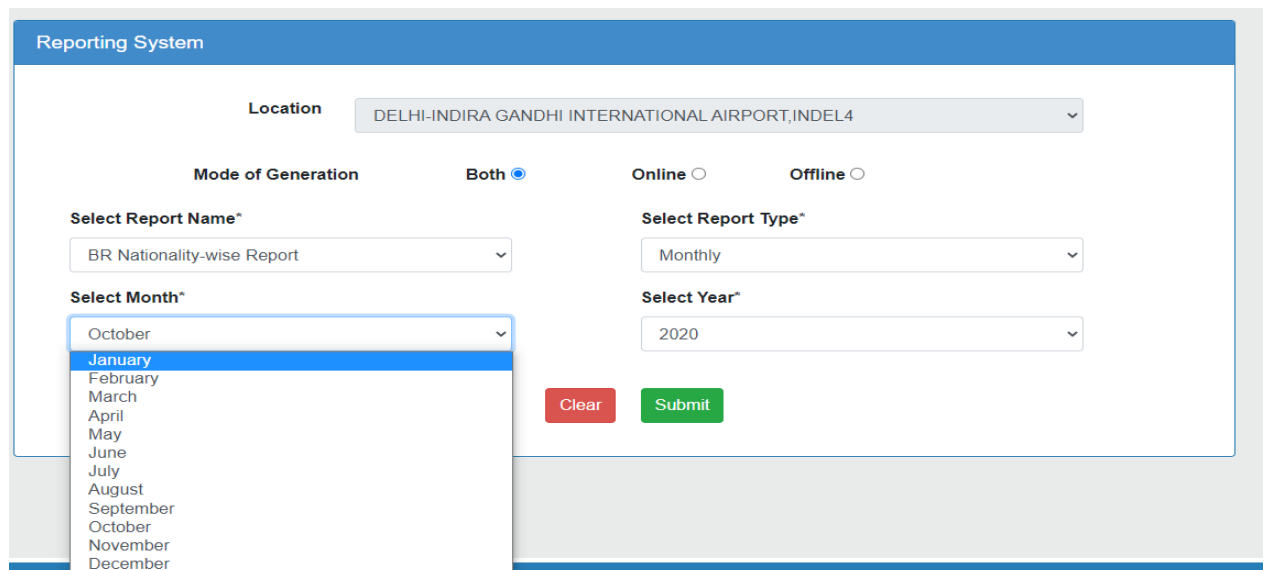 Reporting System
Location DELHI-INDIRA GANDHI INTERNATIONAL AIRPORT,INDEL4
Mode of Generation Both Online Offline
Select Report Name* Select Report Type*
BR Nationality-wise Report Monthly
Select Month* Select Year*
October 2020
January
February
March
Clear Submit
April
May
June
July
August
September
October
November
December